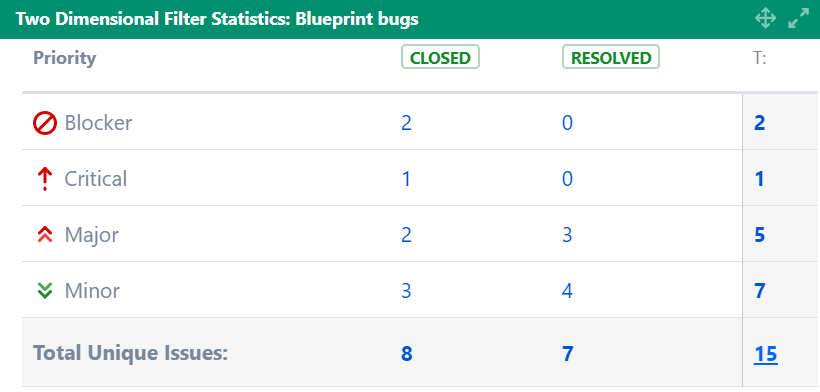 Two Dimensional Filter Statistics: Blueprint bugs
Priority CLOSED RESOLVED T:
Blocker 2 0 2
Critical 1 0 1
Major 2 3 5
Minor 3 4 7
Total Unique Issues: 8 7 15